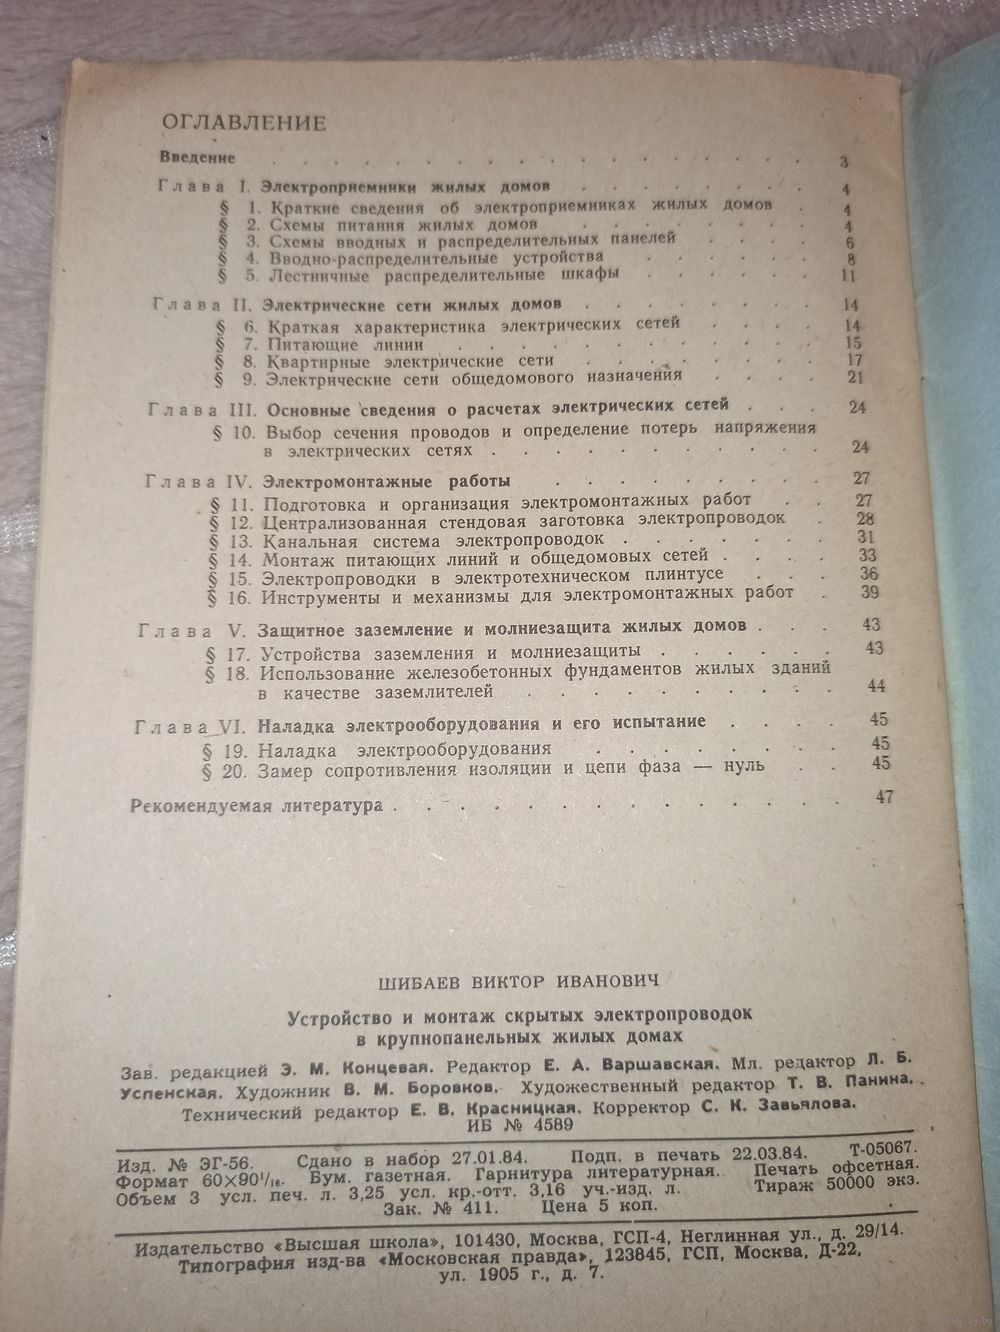 ОГЛАВЛЕНИЕ
Введение . . . . . . . . . . . . . . 3
Глава I. Электроприемники жилых домов . . . . . . . . 4
§ 1. Краткие сведения об электроприемниках жилых домов . 4
§ 2. Схемы питания жилых домов . . . . . . . . 4
§ 3. Схемы вводных и распределительных панелей . . . . 6
§ 4. Вводно-распределительные устройства . . . . . . 8
§ 5. Лестничные распределительные шкафы . . . . . 11
Глава II. Электрические сети жилых домов . . . . . . . 14
§ 6. Краткая характеристика электрических сетей . . . . 14
§ 7. Питающие линии . . . . . . . . . . . 15
§ 8. Квартирные электрические сети . . . . . . . 17
§ 9. Электрические сети общедомового назначения . . . . 21
Глава III. Основные сведения о расчетах электрических сетей . . . 24
§ 10. Выбор сечения проводов и определение потерь напряжения
в электрических сетях . . . . . . . . . . 24
Глава IV. Электромонтажные работы . . . . . . . . . 27
§ 11. Подготовка и организация электромонтажных работ . . 27
§ 12. Централизованная стендовая заготовка электропроводок . 28
§ 13. Канальная система электропроводок . . . . . . 31
§ 14. Монтаж питающих линий и общедомовых сетей . . . . 33
§ 15. Электропроводки в электротехническом плинтусе . . . 36
§ 16. Инструменты и механизмы для электромонтажных работ . 39
Глава V. Защитное заземление и молниезащита жилых домов . . . 43
§ 17. Устройства заземления и молниезащиты . . . . . . 43
§ 18. Использование железобетонных фундаментов жилых зданий
в качестве заземлителей . . . . . . . . . 44
Глава VI. Наладка электрооборудования и его испытание . . . . 45
§ 19. Наладка электрооборудования . . . . . . . 45
§ 20. Замер сопротивления изоляции и цепи фаза — нуль . . 45
Рекомендуемая литература . . . . . . . . . . . . . 47
ШИБАЕВ ВИКТОР ИВАНОВИЧ
Устройство и монтаж скрытых электропроводок
в крупнопанельных жилых домах
Зав. редакцией Э. М. Концевая. Редактор Е. А. Варшавская. Мл. редактор Л. Б.
Успенская. Художник В. М. Боровков. Художественный редактор Т. В. Панина.
Технический редактор Е. В. Красницкая. Корректор С. К. Завьялова.
ИБ № 4589
Изд. № ЭГ-56. Сдано в набор 27.01.84. Подп. в печать 22.03.84. Т-05067.
Формат 60×90¹/₁₆. Бум. газетная. Гарнитура литературная. Печать офсетная.
Объем 3 усл. печ. л. 3,25 усл. кр.-отт. 3,16 уч.-изд. л. Тираж 50000 экз.
Зак. № 411. Цена 5 коп.
Издательство «Высшая школа», 101430, Москва, ГСП-4, Неглинная ул., д. 29/14.
Типография изд-ва «Московская правда», 123845, ГСП, Москва, Д-22,
ул. 1905 г., д. 7.